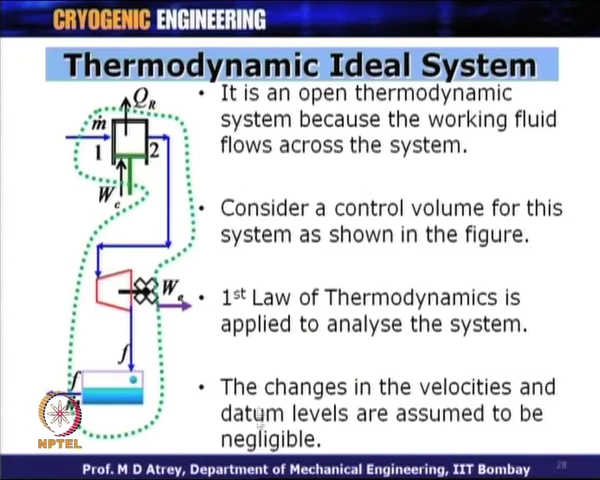 CRYOGENIC ENGINEERING
Thermodynamic Ideal System
Q_R
ṁ
1
2
W_c
W_e
f
f
NPTEL
• It is an open thermodynamic
system because the working fluid
flows across the system.
• Consider a control volume for this
system as shown in the figure.
• 1st Law of Thermodynamics is
applied to analyse the system.
• The changes in the velocities and
datum levels are assumed to be
negligible.
Prof. M D Atrey, Department of Mechanical Engineering, IIT Bombay
28